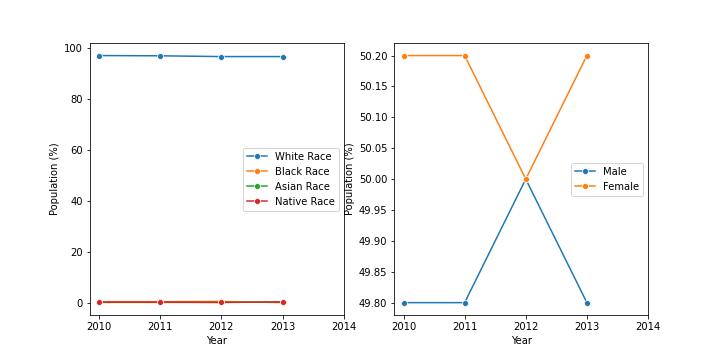 100
80
60
40
20
0
Population (%)
2010 2011 2012 2013 2014
Year
White Race
Black Race
Asian Race
Native Race
50.20
50.15
50.10
50.05
50.00
49.95
49.90
49.85
49.80
Population (%)
2010 2011 2012 2013 2014
Year
Male
Female